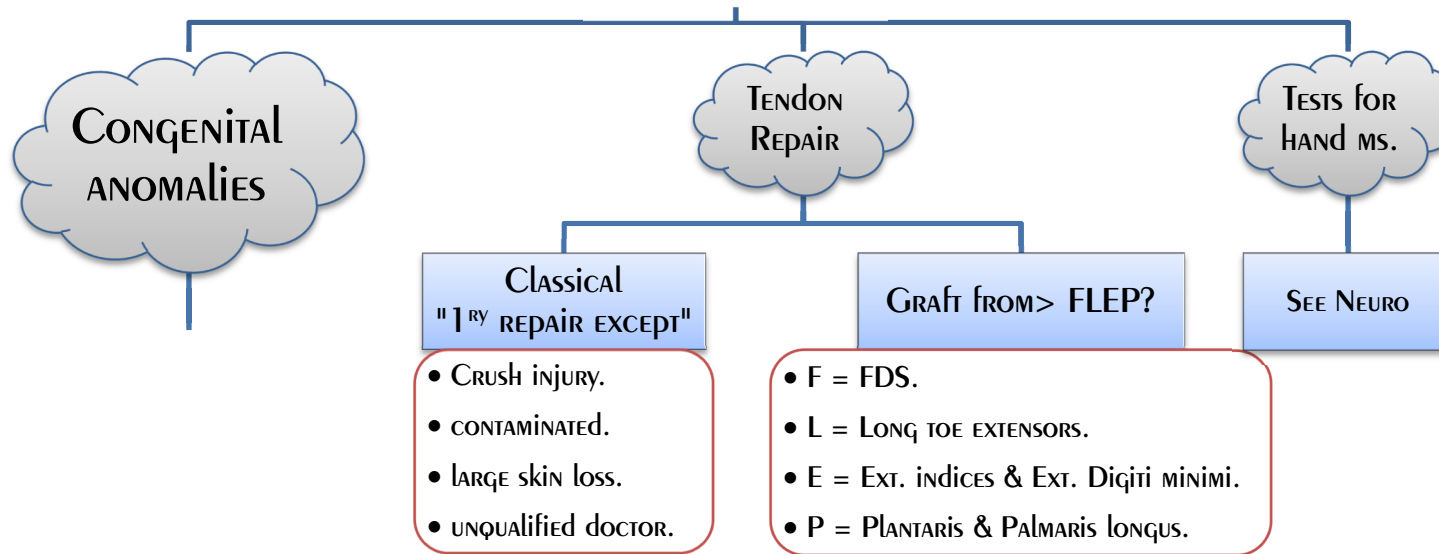 Congenital
anomalies
Tendon
Repair
Tests for
hand ms.
Classical
"1ry repair except"
Graft from> FLEP?
See Neuro
• Crush injury.
• contaminated.
• large skin loss.
• unqualified doctor.
• F = FDS.
• L = Long toe extensors.
• E = Ext. indices & Ext. Digiti minimi.
• P = Plantaris & Palmaris longus.